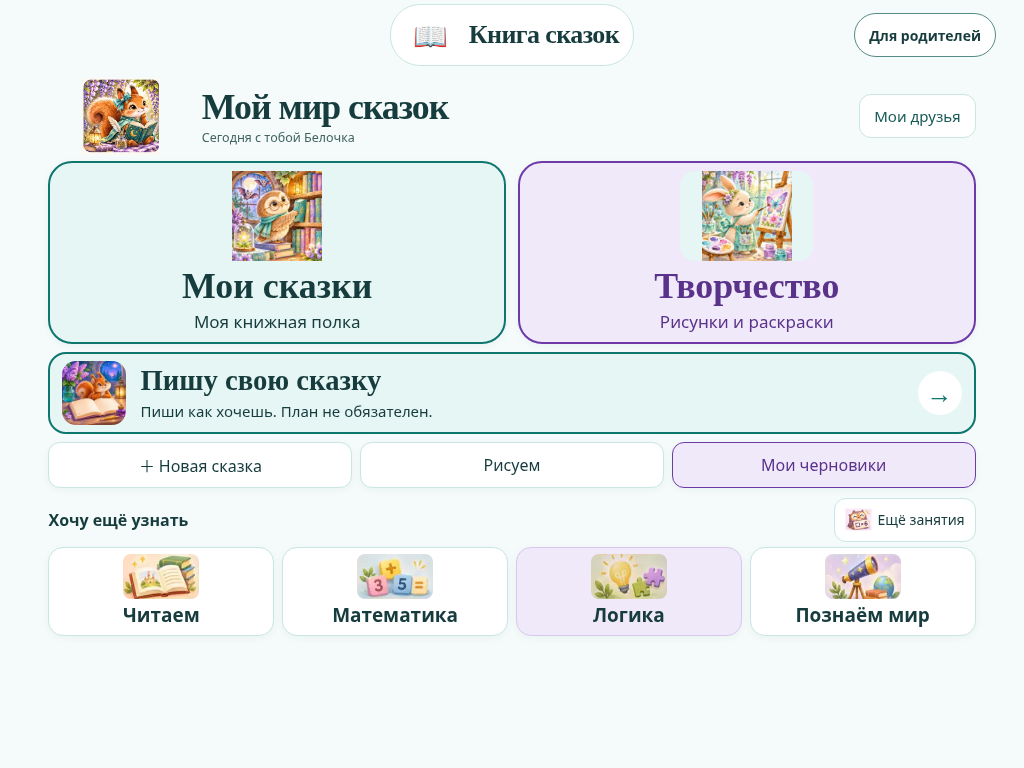 Книга сказок
Для родителей
Мой мир сказок
Сегодня с тобой Белочка
Мои друзья
Мои сказки
Моя книжная полка
Творчество
Рисунки и раскраски
Пишу свою сказку
Пиши как хочешь. План не обязателен.
→
+ Новая сказка
Рисуем
Мои черновики
Хочу ещё узнать
Ещё занятия
3 + 5 =
Читаем
Математика
Логика
Познаём мир